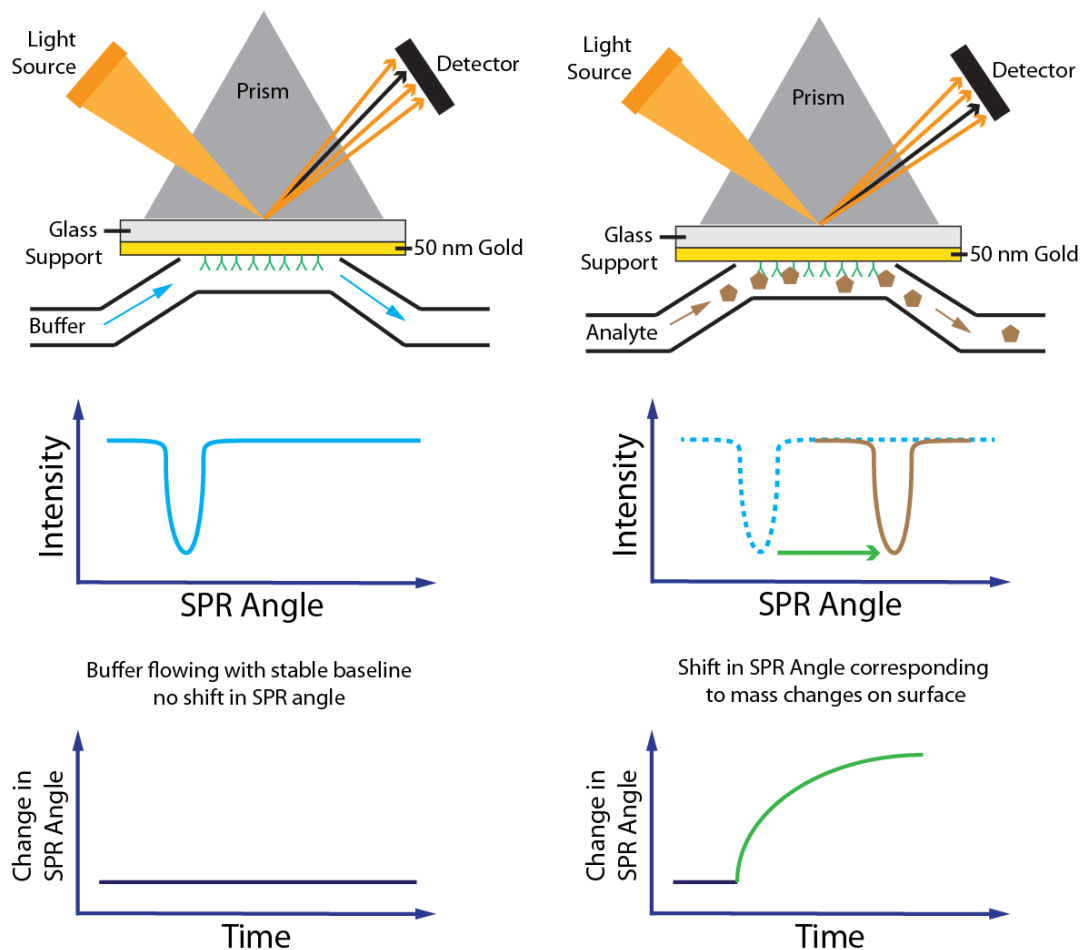 Light
Source
Prism
Detector
Glass
Support
50 nm Gold
Buffer
Intensity
SPR Angle
Buffer flowing with stable baseline
no shift in SPR angle
Change in
SPR Angle
Time
Light
Source
Prism
Detector
Glass
Support
50 nm Gold
Analyte
Intensity
SPR Angle
Shift in SPR Angle corresponding
to mass changes on surface
Change in
SPR Angle
Time